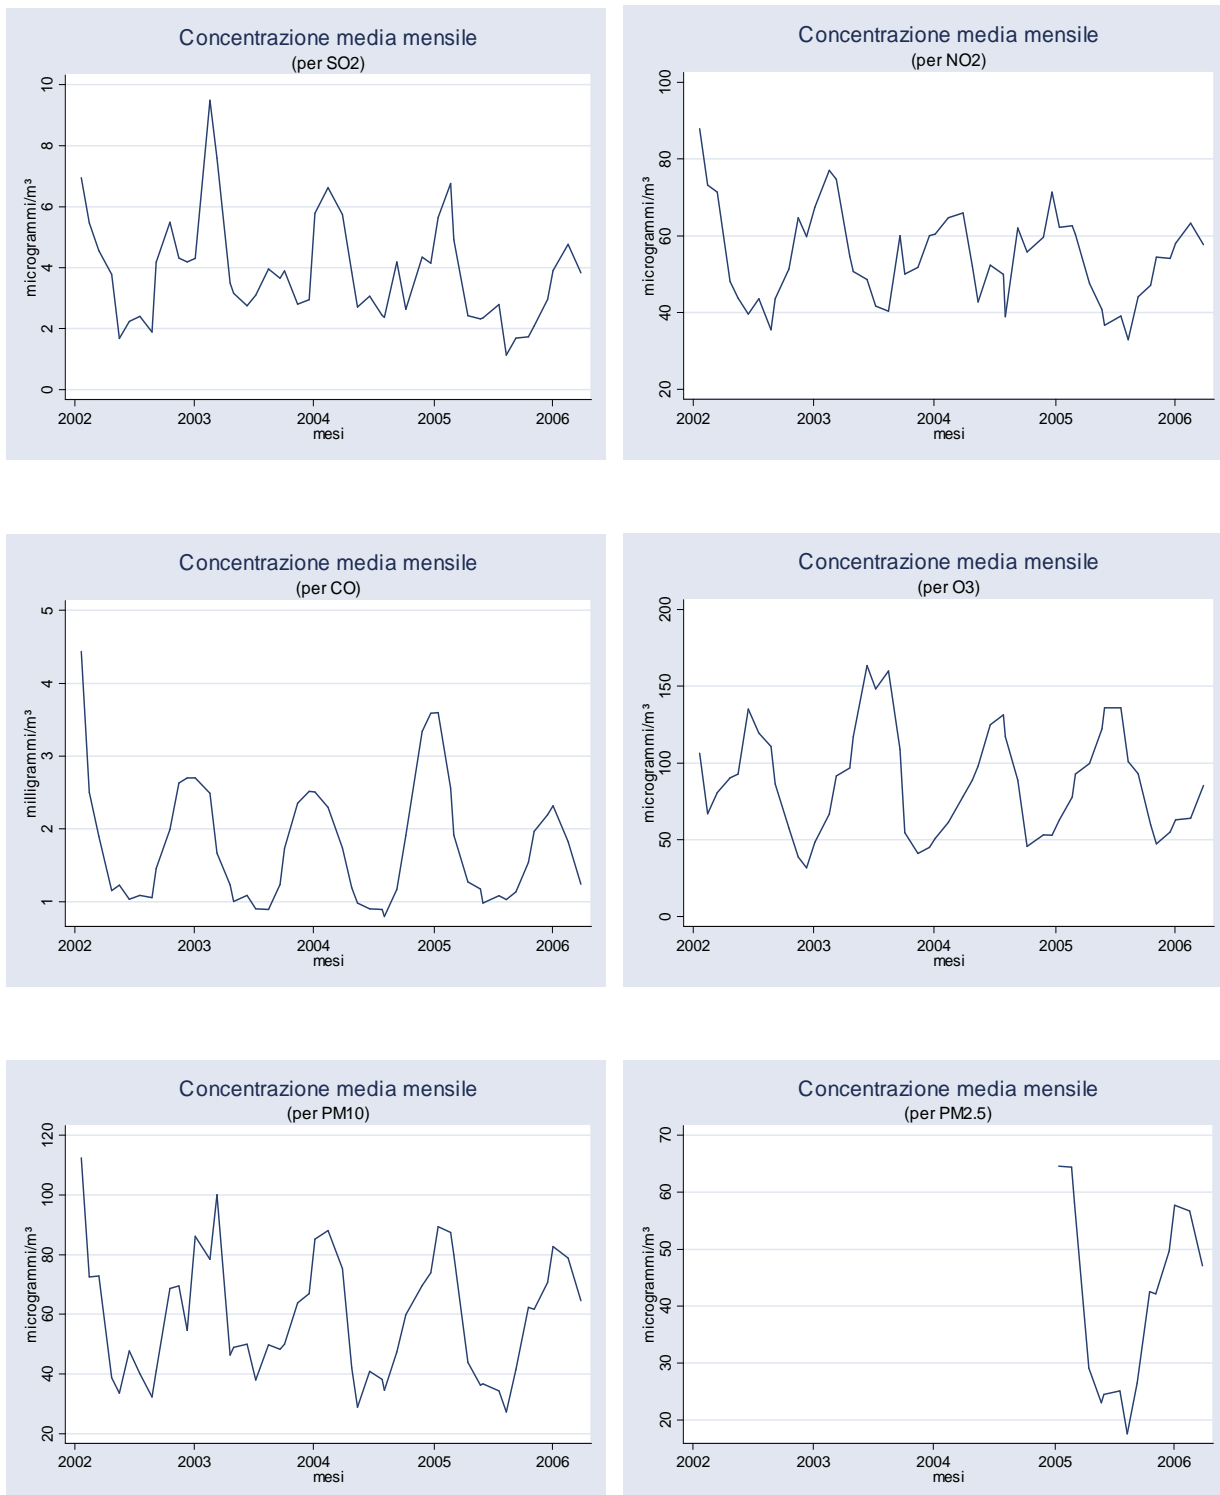 Concentrazione media mensile
(per SO2)
microgrammi/m³
10
8
6
4
2
0
2002 2003 2004 2005 2006
mesi
Concentrazione media mensile
(per NO2)
microgrammi/m³
100
80
60
40
20
2002 2003 2004 2005 2006
mesi
Concentrazione media mensile
(per CO)
milligrammi/m³
5
4
3
2
1
2002 2003 2004 2005 2006
mesi
Concentrazione media mensile
(per O3)
microgrammi/m³
200
150
100
50
0
2002 2003 2004 2005 2006
mesi
Concentrazione media mensile
(per PM10)
microgrammi/m³
120
100
80
60
40
20
2002 2003 2004 2005 2006
mesi
Concentrazione media mensile
(per PM2.5)
microgrammi/m³
70
60
50
40
30
20
2002 2003 2004 2005 2006
mesi